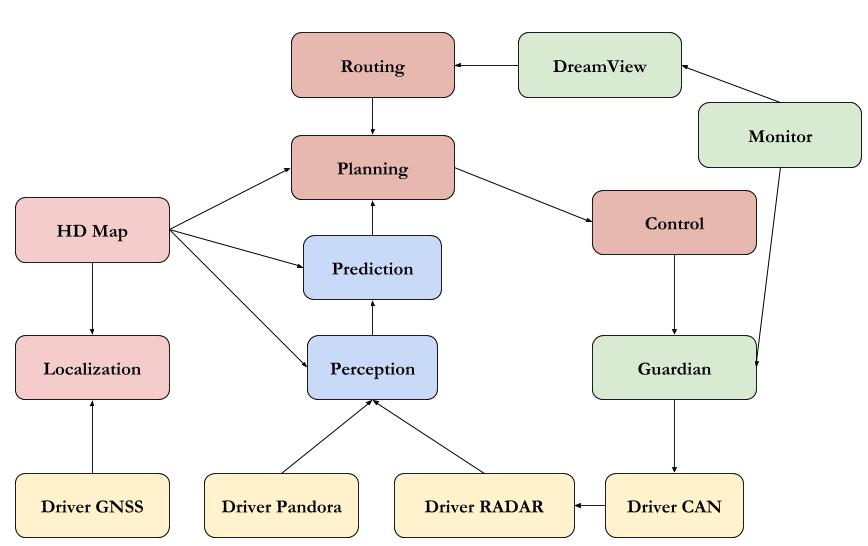 Routing
DreamView
Monitor
Planning
HD Map
Control
Prediction
Localization
Perception
Guardian
Driver GNSS
Driver Pandora
Driver RADAR
Driver CAN